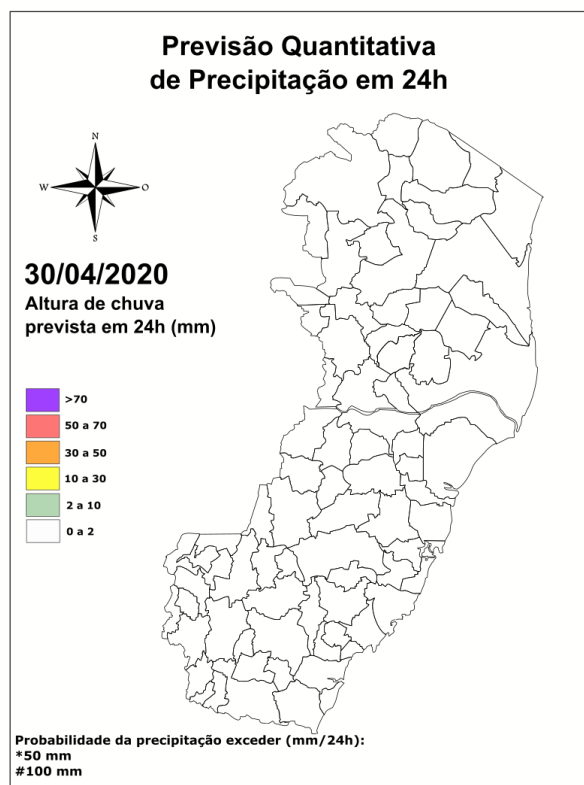 Previsão Quantitativa
de Precipitação em 24h
N
W
O
S
30/04/2020
Altura de chuva
prevista em 24h (mm)
>70
50 a 70
30 a 50
10 a 30
2 a 10
0 a 2
Probabilidade da precipitação exceder (mm/24h):
*50 mm
#100 mm